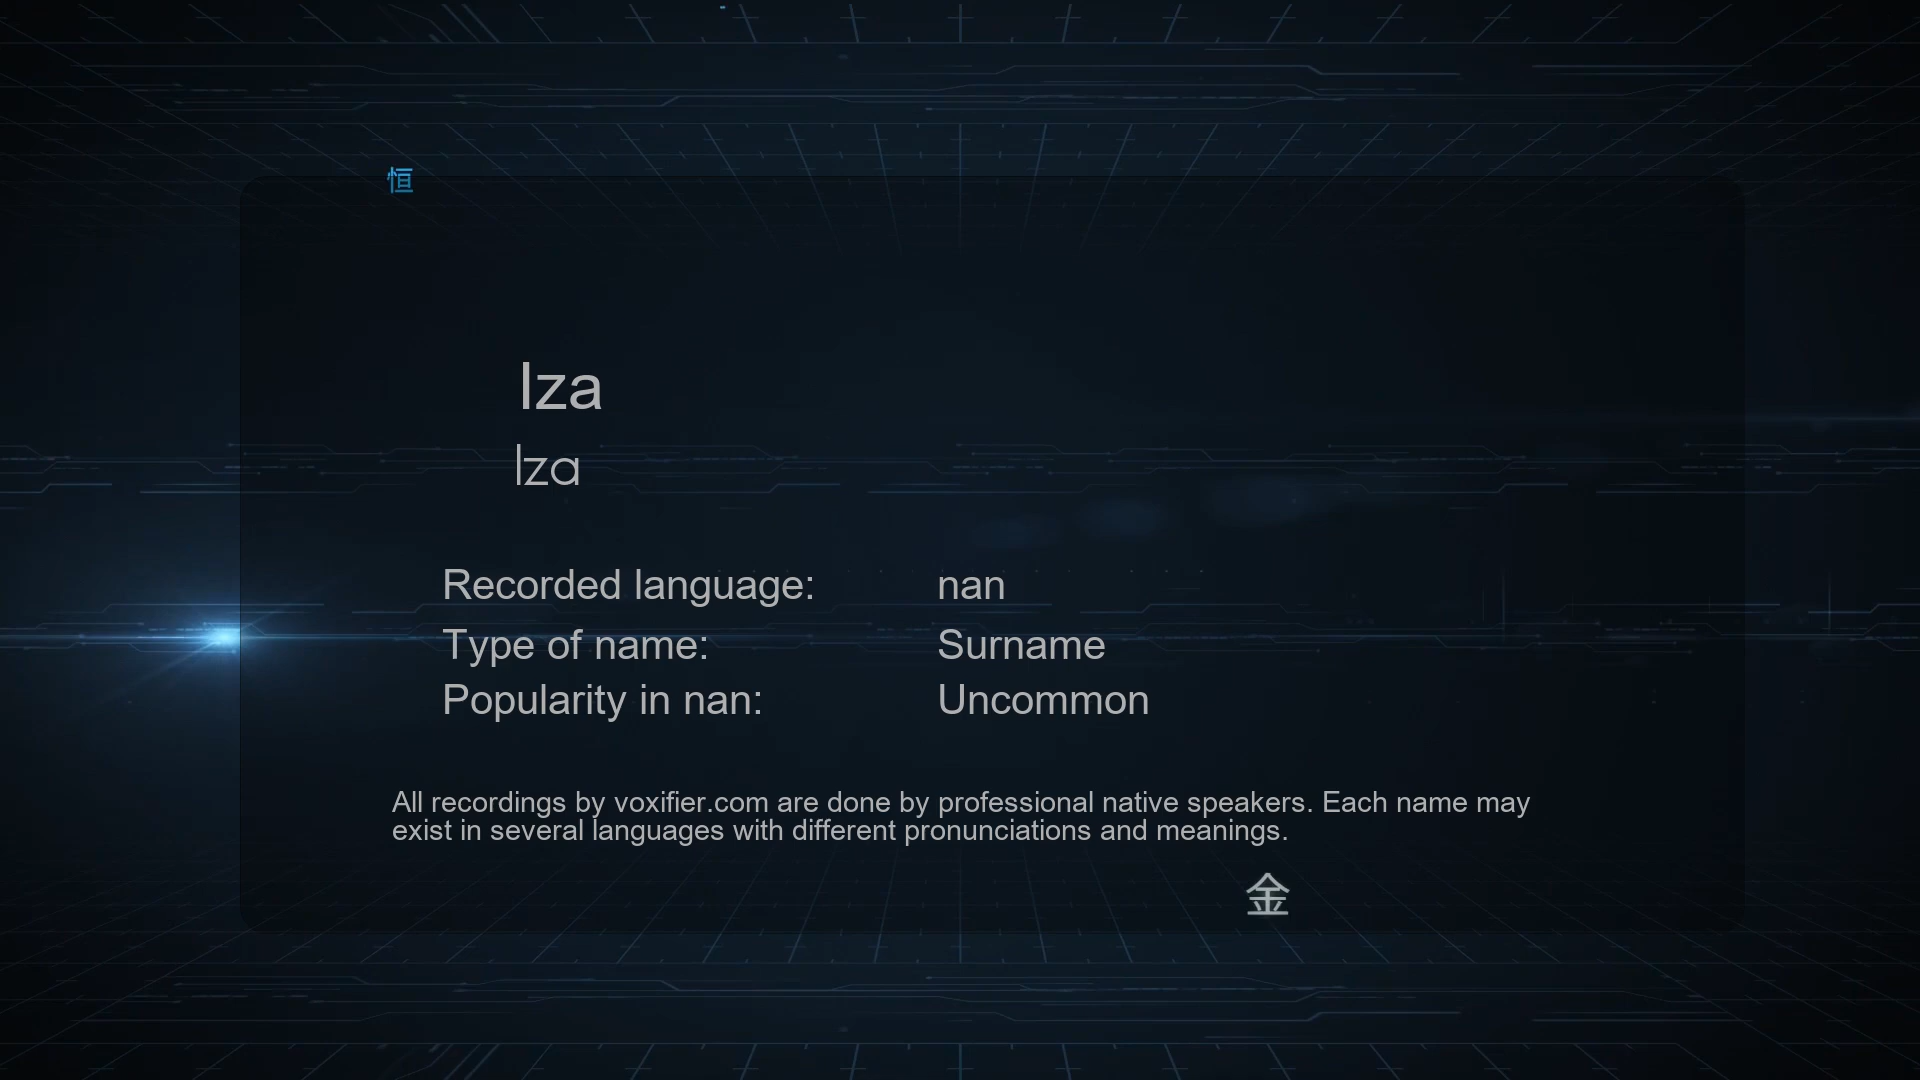 恒
Iza
Iza
Recorded language: nan
Type of name: Surname
Popularity in nan: Uncommon
All recordings by voxifier.com are done by professional native speakers. Each name may
exist in several languages with different pronunciations and meanings.
金